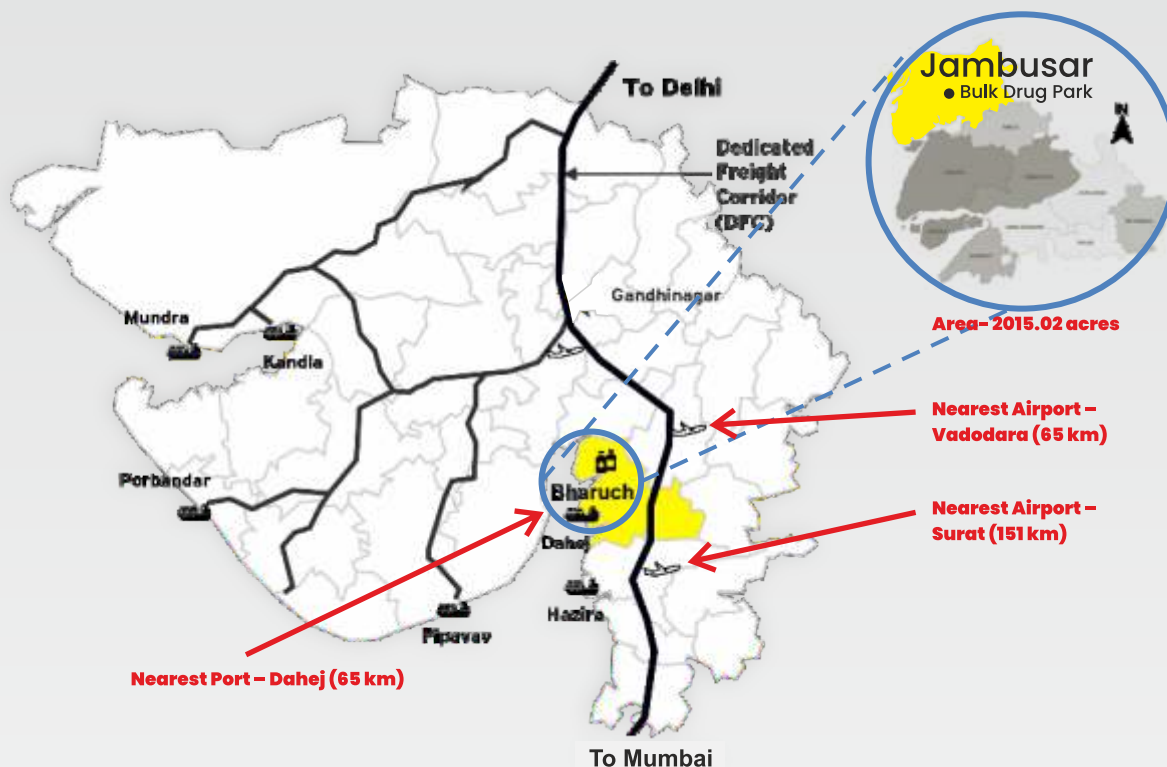 To Delhi
Jambusar
Bulk Drug Park
N
Dedicated
Freight
Corridor
(DFC)
Gandhinagar
Area- 2015.02 acres
Mundra
Kandla
Nearest Airport –
Vadodara (65 km)
Porbandar
Bharuch
Nearest Airport –
Surat (151 km)
Dahej
Hazira
Pipavav
Nearest Port – Dahej (65 km)
To Mumbai